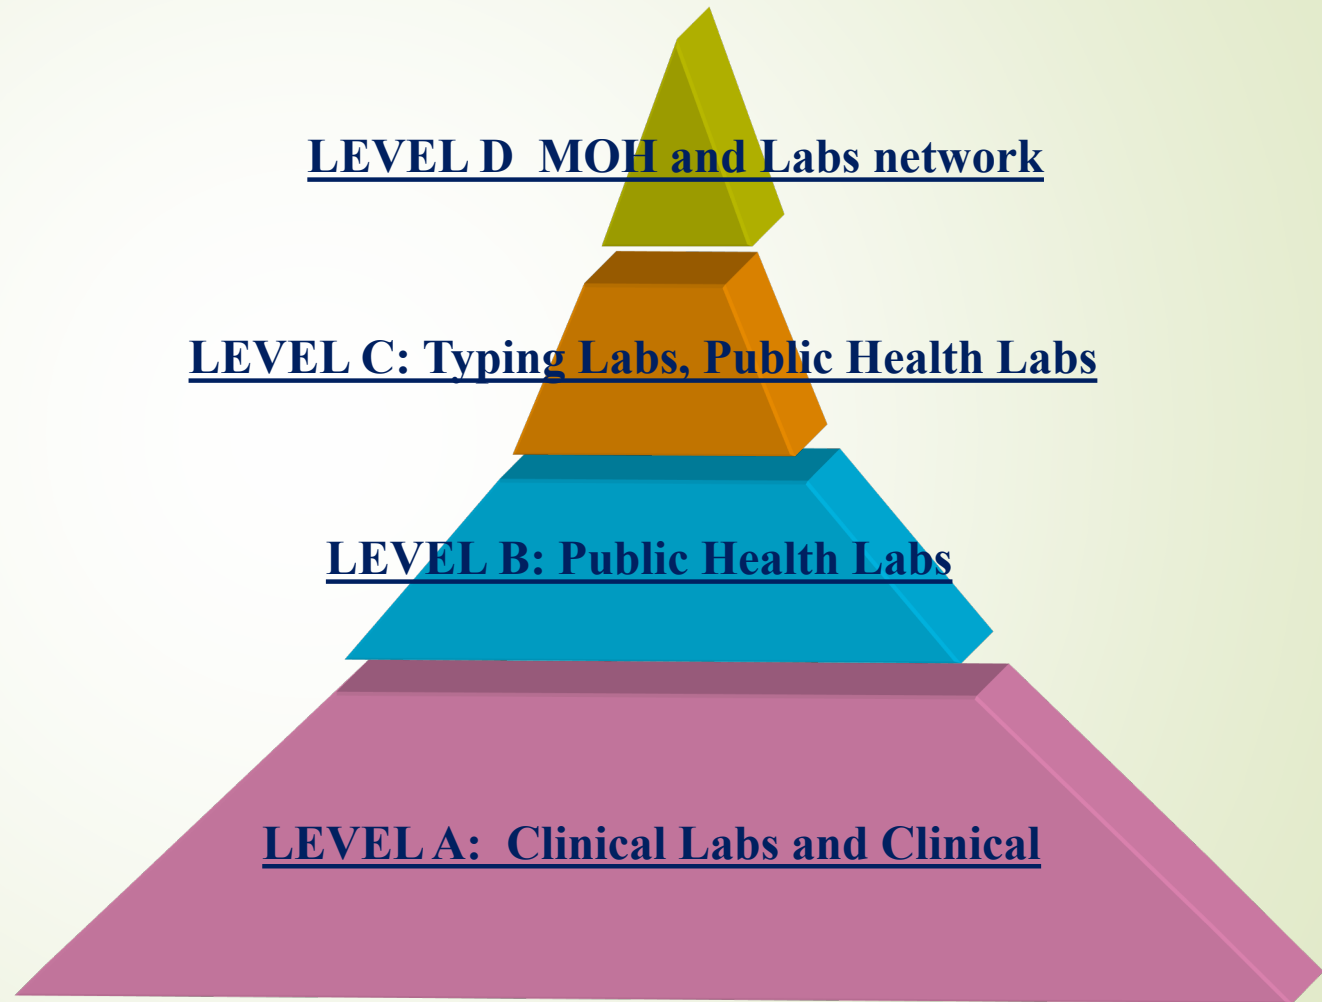 LEVEL D  MOH and Labs network
LEVEL C: Typing Labs, Public Health Labs
LEVEL B: Public Health Labs
LEVEL A:  Clinical Labs and Clinical